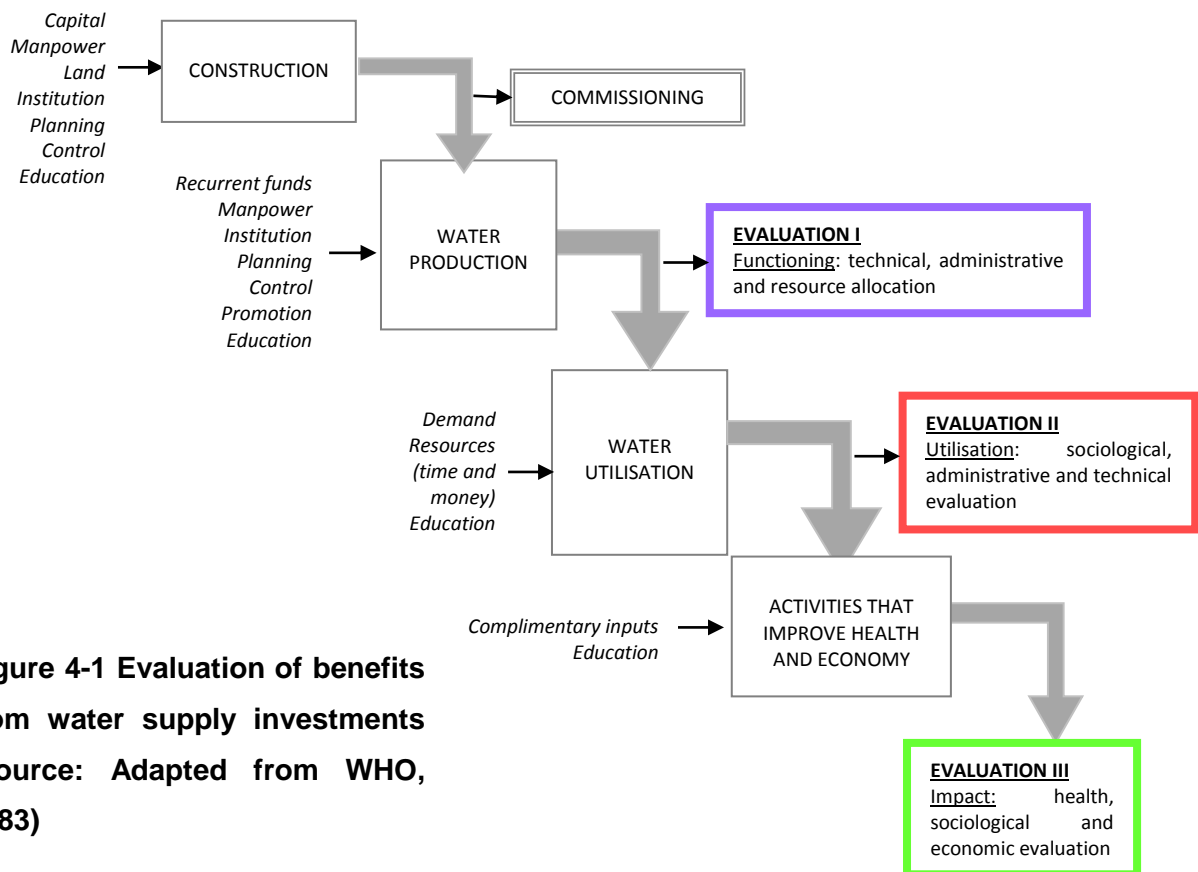 Capital
Manpower
Land
Institution
Planning
Control
Education
CONSTRUCTION
COMMISSIONING
Recurrent funds
Manpower
Institution
Planning
Control
Promotion
Education
WATER
PRODUCTION
EVALUATION I
Functioning: technical, administrative
and resource allocation
Demand
Resources
(time and
money)
Education
WATER
UTILISATION
EVALUATION II
Utilisation: sociological,
administrative and technical
evaluation
Complimentary inputs
Education
ACTIVITIES THAT
IMPROVE HEALTH
AND ECONOMY
EVALUATION III
Impact: health,
sociological and
economic evaluation
gure 4-1 Evaluation of benefits
om water supply investments
ource: Adapted from WHO,
83)